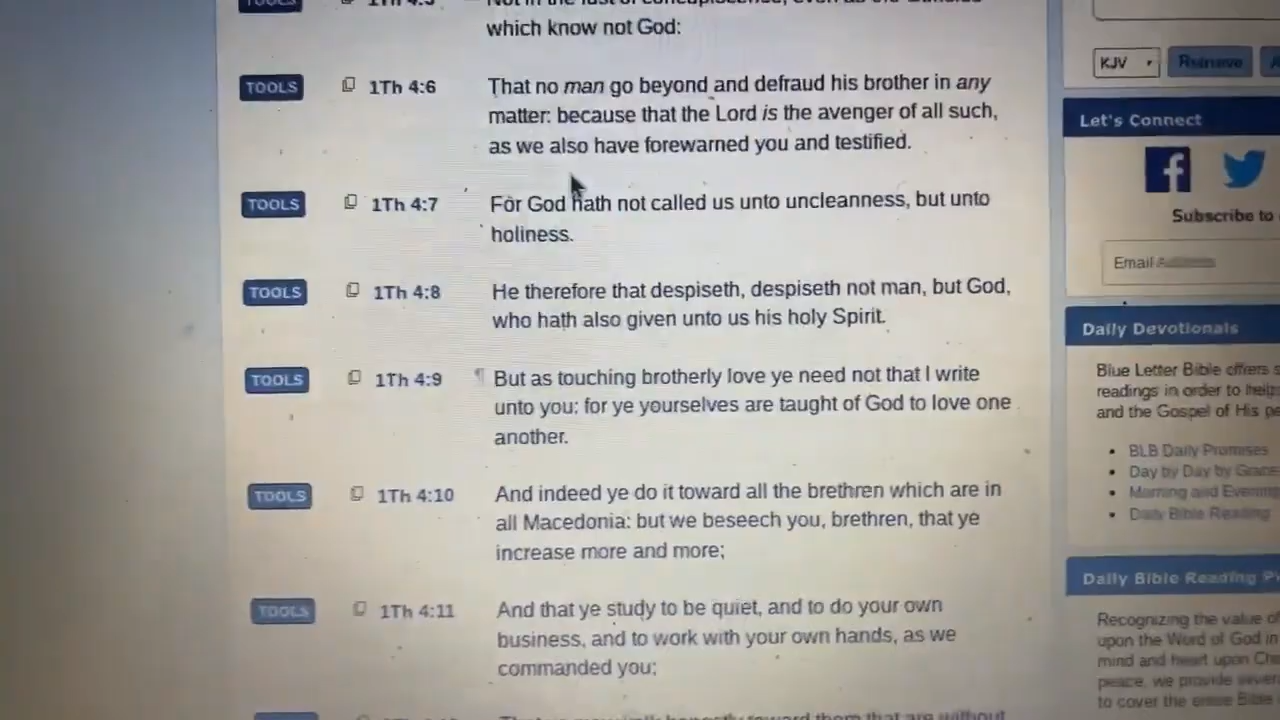 TOOLS
which know not God:
TOOLS 1Th 4:6 That no man go beyond and defraud his brother in any
matter: because that the Lord is the avenger of all such,
as we also have forewarned you and testified.
TOOLS 1Th 4:7 For God hath not called us unto uncleanness, but unto
holiness.
TOOLS 1Th 4:8 He therefore that despiseth, despiseth not man, but God,
who hath also given unto us his holy Spirit.
TOOLS 1Th 4:9 ¶ But as touching brotherly love ye need not that I write
unto you: for ye yourselves are taught of God to love one
another.
TOOLS 1Th 4:10 And indeed ye do it toward all the brethren which are in
all Macedonia: but we beseech you, brethren, that ye
increase more and more;
TOOLS 1Th 4:11 And that ye study to be quiet, and to do your own
business, and to work with your own hands, as we
commanded you;
KJV Retrieve
Let's Connect
Subscribe to
Email Address
Daily Devotionals
Blue Letter Bible offers
readings in order to help
and the Gospel of His
BLB Daily Promises
Day by Day by Grace
Morning and Evening
Daily Bible Reading
Daily Bible Reading
Recognizing the value of
upon the Word of God in
mind and heart upon
peace, we provide
to cover the entire Bible